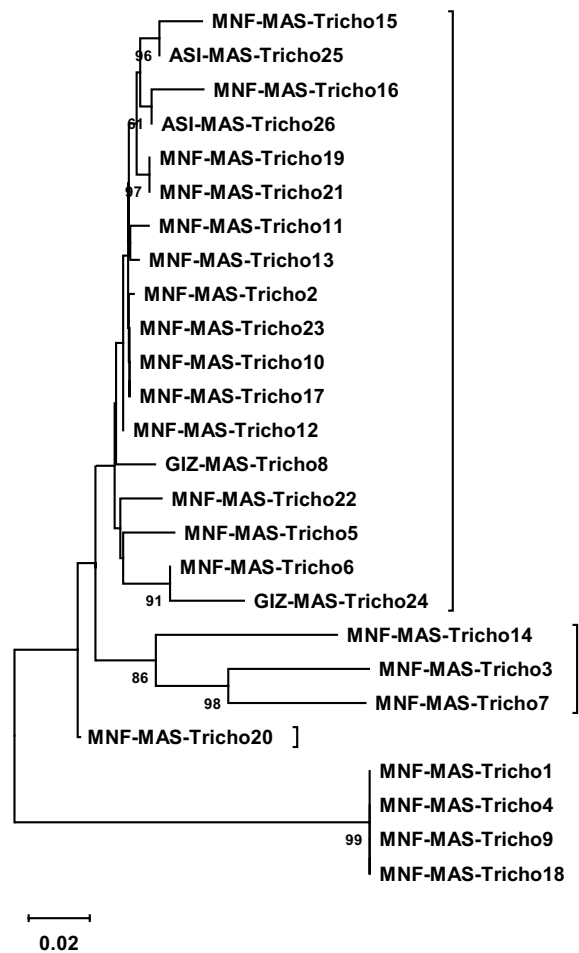 MNF-MAS-Tricho15
96
ASI-MAS-Tricho25
MNF-MAS-Tricho16
61
ASI-MAS-Tricho26
MNF-MAS-Tricho19
97
MNF-MAS-Tricho21
MNF-MAS-Tricho11
MNF-MAS-Tricho13
MNF-MAS-Tricho2
MNF-MAS-Tricho23
MNF-MAS-Tricho10
MNF-MAS-Tricho17
MNF-MAS-Tricho12
GIZ-MAS-Tricho8
MNF-MAS-Tricho22
MNF-MAS-Tricho5
MNF-MAS-Tricho6
91
GIZ-MAS-Tricho24
MNF-MAS-Tricho14
MNF-MAS-Tricho3
86
98
MNF-MAS-Tricho7
MNF-MAS-Tricho20
MNF-MAS-Tricho1
MNF-MAS-Tricho4
99
MNF-MAS-Tricho9
MNF-MAS-Tricho18
0.02